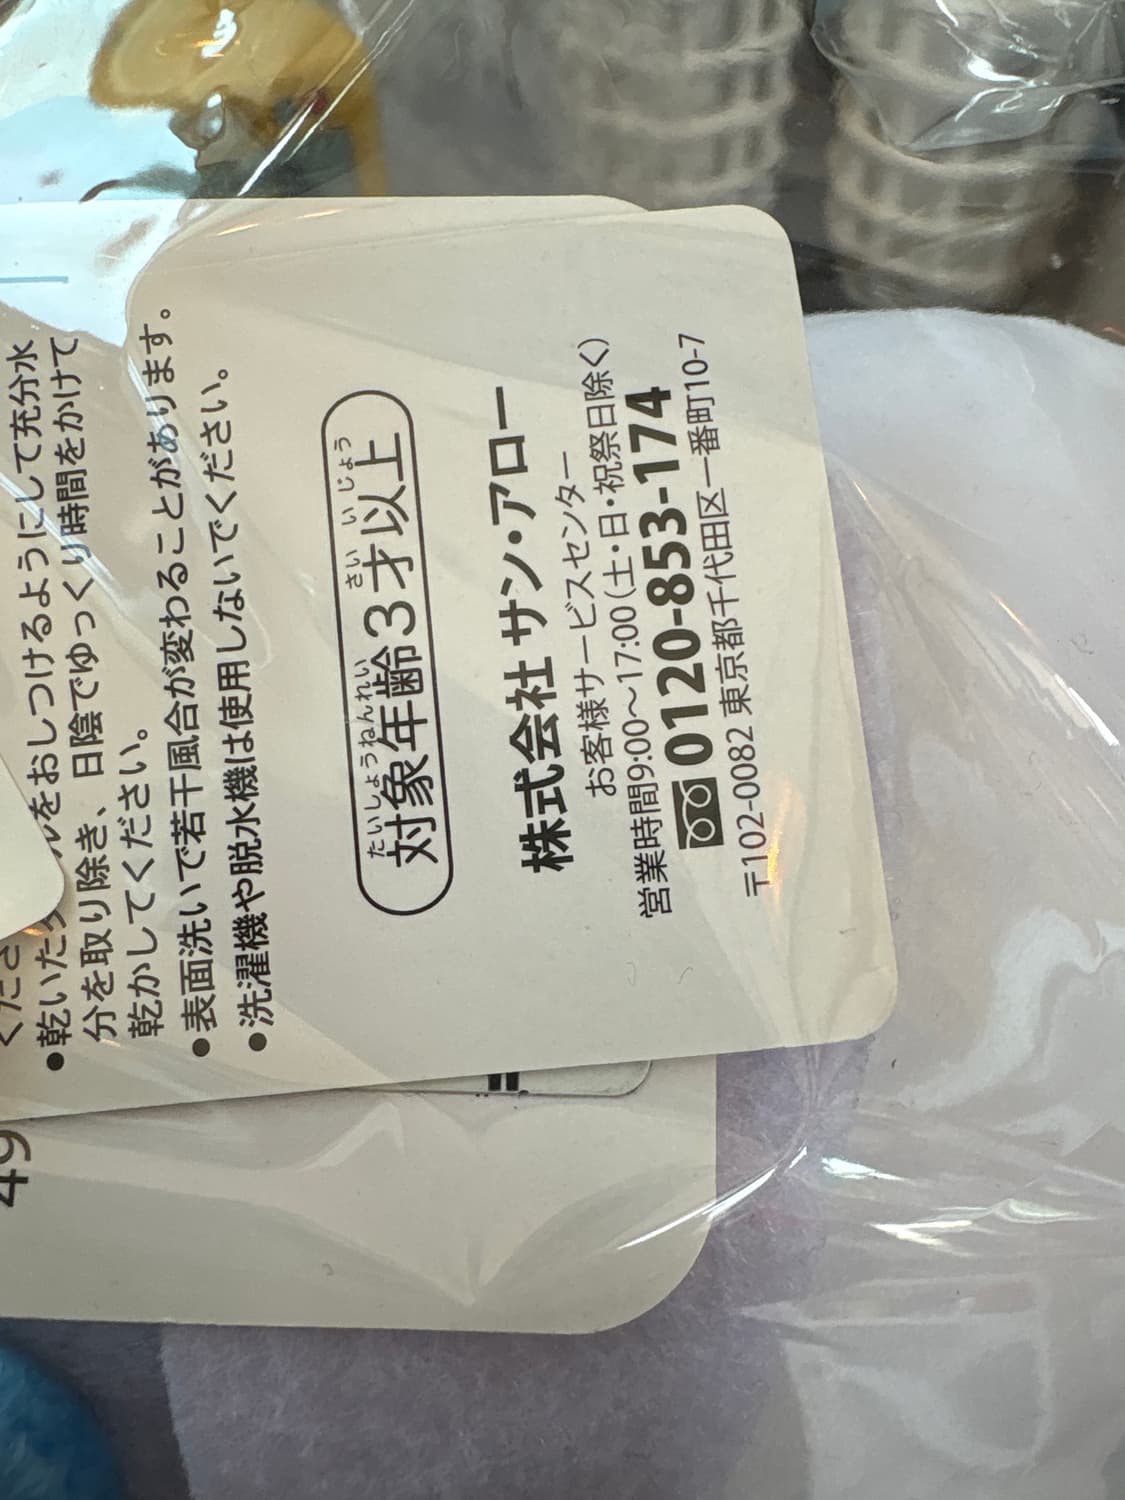 くださ
●乾いたタオルをおしつけるようにして充分水
分を取り除き、日陰でゆっくり時間をかけて
乾かしてください。
●表面洗いで若干風合が変わることがあります。
●洗濯機や脱水機は使用しないでください。
たいしょうねんれい さい い じょう
対象年齢3才以上
株式会社 サン・アロー
お客様サービスセンター
営業時間9:00〜17:00(土・日・祝祭日除く)
0120-853-174
〒102-0082 東京都千代田区一番町10-7
49